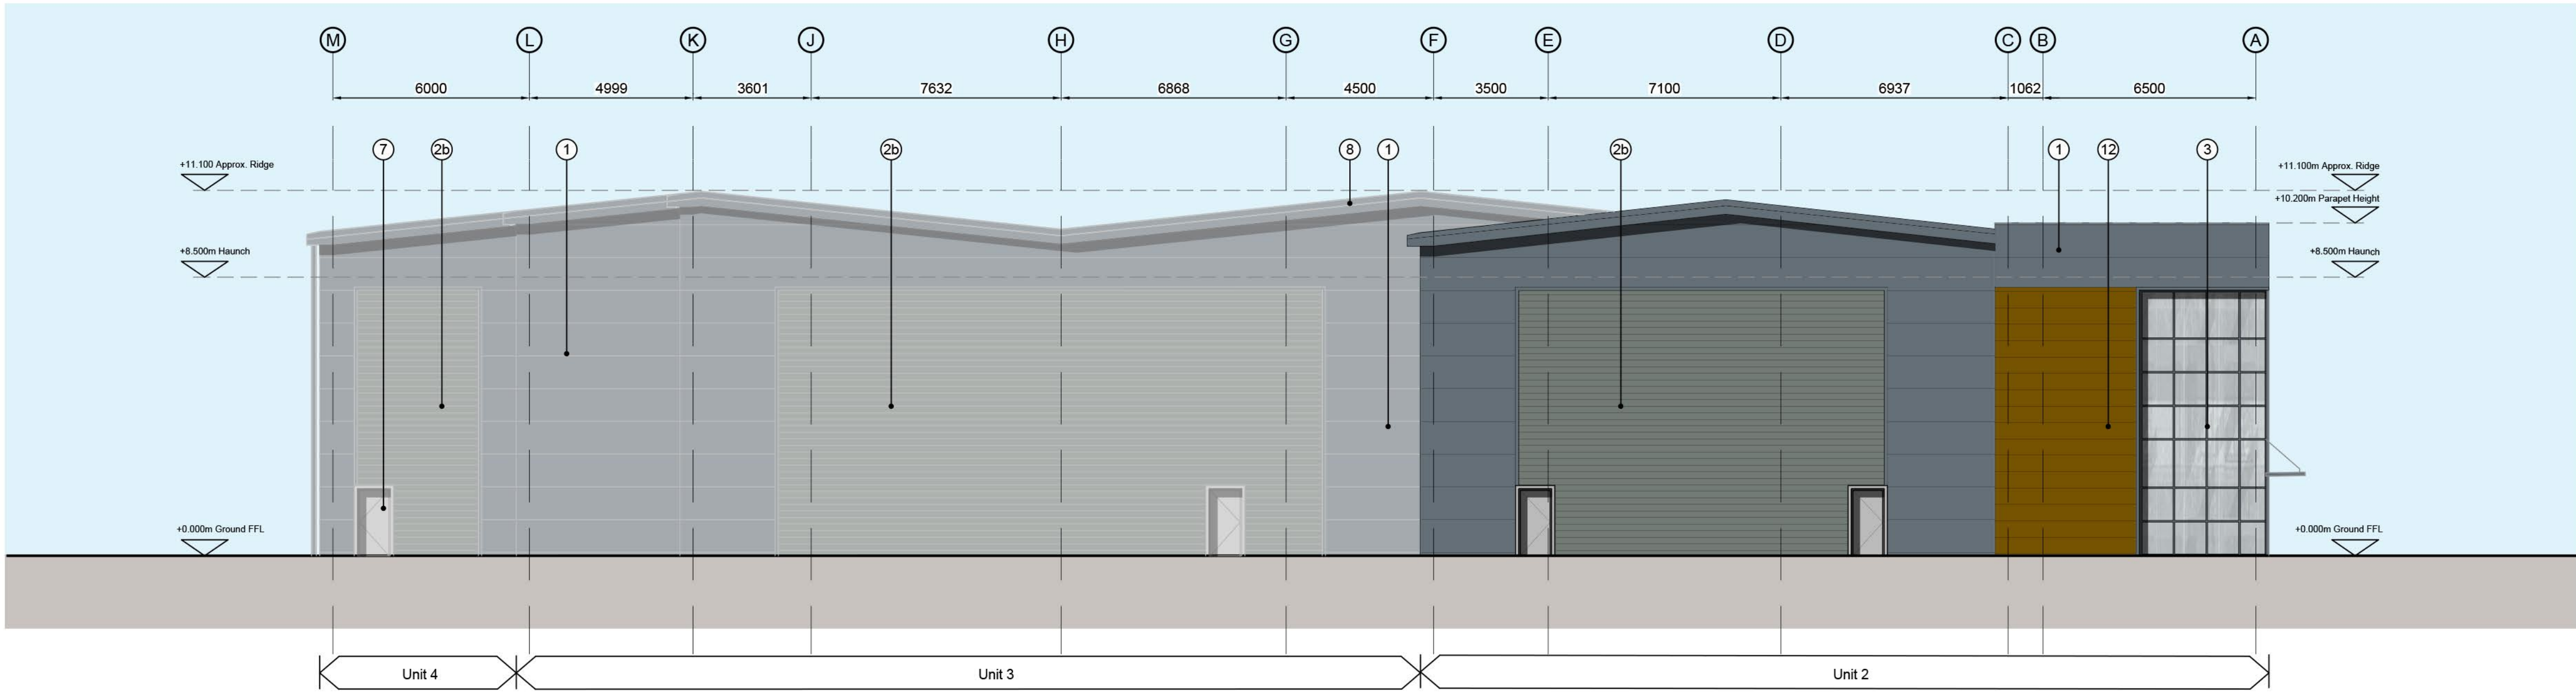 M L K J H G F E D C B A
6000 4999 3601 7632 6868 4500 3500 7100 6937 1062 6500
7 2b 1 2b 8 1 2b 1 12 3
+11.100 Approx. Ridge
+11.100m Approx. Ridge
+10.200m Parapet Height
+8.500m Haunch
+8.500m Haunch
+0.000m Ground FFL
+0.000m Ground FFL
Unit 4 Unit 3 Unit 2